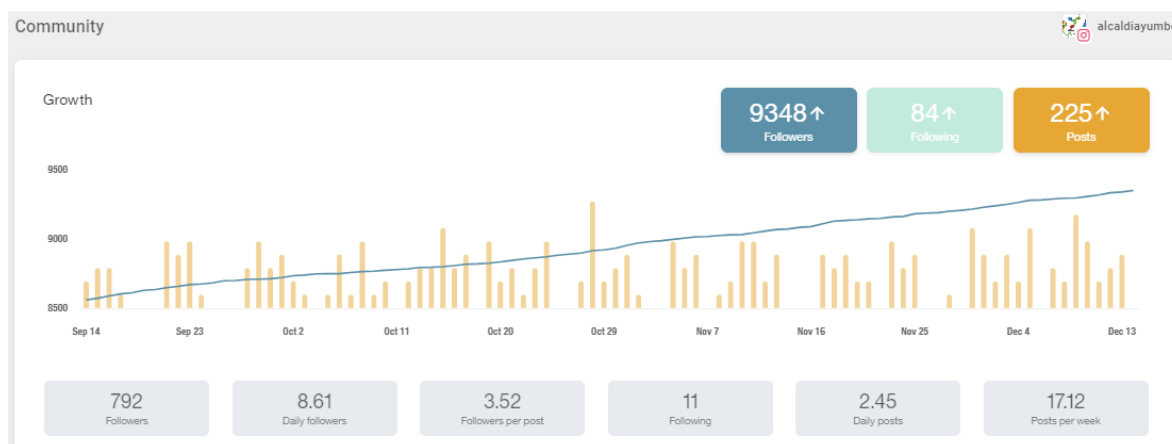 Community
alcaldiayumb
Growth
9348↑
Followers
84↑
Following
225↑
Posts
9500
9000
8500
Sep 14 Sep 23 Oct 2 Oct 11 Oct 20 Oct 29 Nov 7 Nov 16 Nov 25 Dec 4 Dec 13
792
Followers
8.61
Daily followers
3.52
Followers per post
11
Following
2.45
Daily posts
17.12
Posts per week